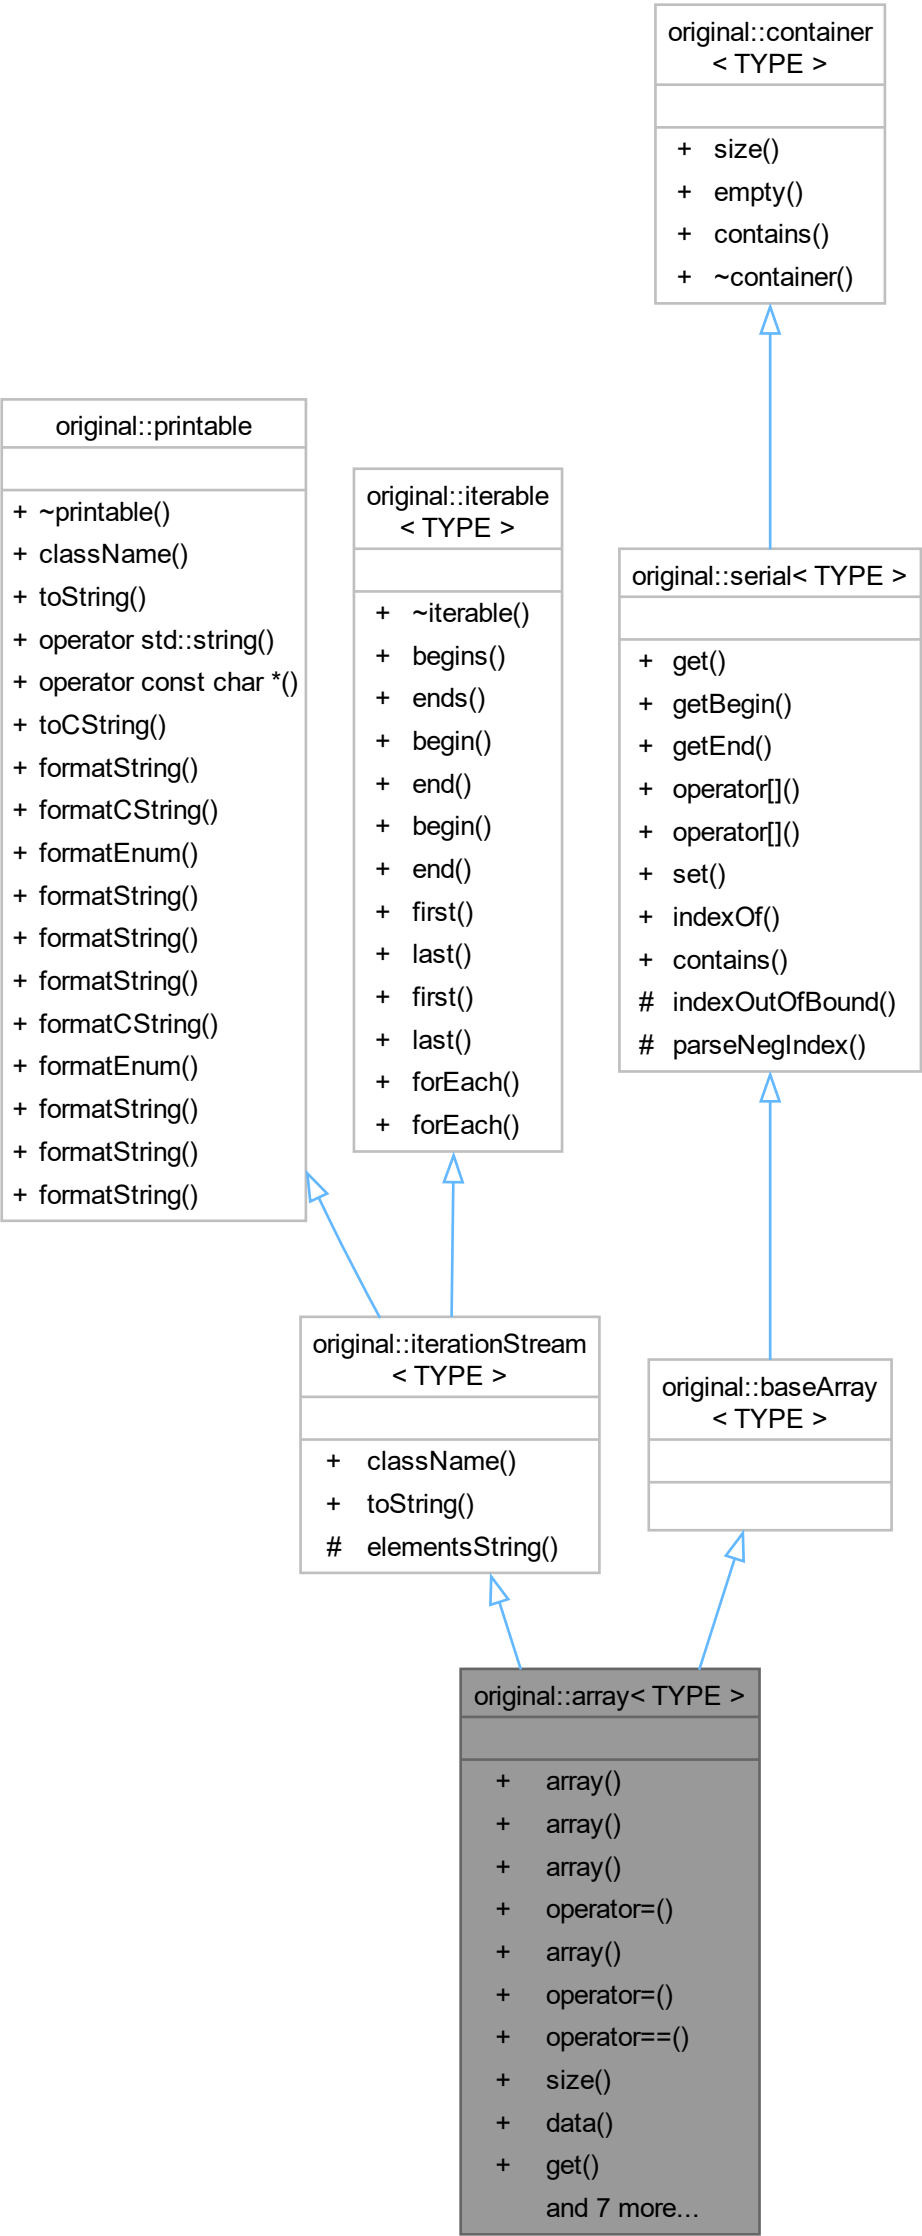 original::container
< TYPE >
+ size()
+ empty()
+ contains()
+ ~container()
original::printable
+ ~printable()
+ className()
+ toString()
+ operator std::string()
+ operator const char *()
+ toCString()
+ formatString()
+ formatCString()
+ formatEnum()
+ formatString()
+ formatString()
+ formatString()
+ formatCString()
+ formatEnum()
+ formatString()
+ formatString()
+ formatString()
original::iterable
< TYPE >
+ ~iterable()
+ begins()
+ ends()
+ begin()
+ end()
+ begin()
+ end()
+ first()
+ last()
+ first()
+ last()
+ forEach()
+ forEach()
original::serial< TYPE >
+ get()
+ getBegin()
+ getEnd()
+ operator[]()
+ operator[]()
+ set()
+ indexOf()
+ contains()
# indexOutOfBound()
# parseNegIndex()
original::iterationStream
< TYPE >
+ className()
+ toString()
# elementsString()
original::baseArray
< TYPE >
original::array< TYPE >
+ array()
+ array()
+ array()
+ operator=()
+ array()
+ operator=()
+ operator==()
+ size()
+ data()
+ get()
and 7 more...